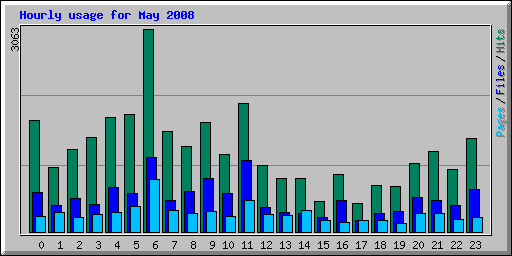 Hourly usage for May 2008
3063
Pages/Files/Hits
0 1 2 3 4 5 6 7 8 9 10 11 12 13 14 15 16 17 18 19 20 21 22 23